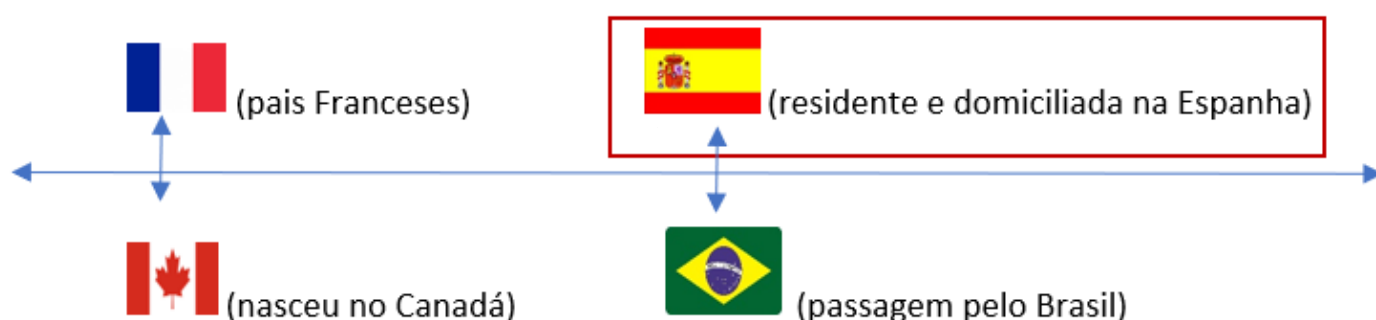 (pais Franceses)
(residente e domiciliada na Espanha)
(nasceu no Canadá)
(passagem pelo Brasil)